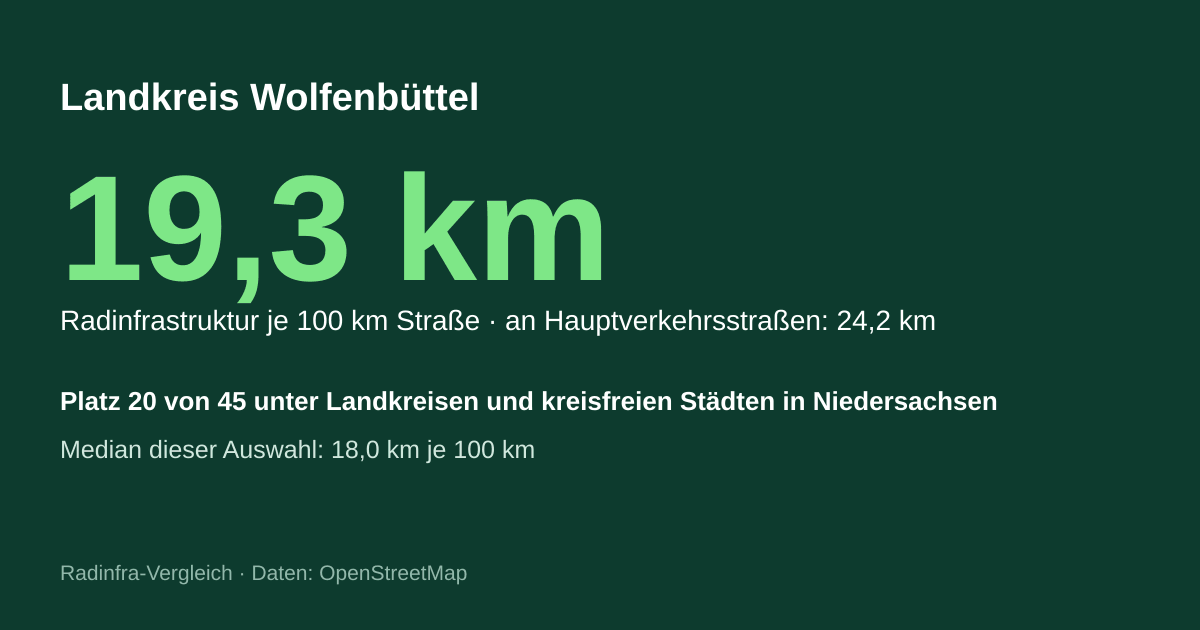 Landkreis Wolfenbüttel
19,3 km
Radinfrastruktur je 100 km Straße · an Hauptverkehrsstraßen: 24,2 km
Platz 20 von 45 unter Landkreisen und kreisfreien Städten in Niedersachsen
Median dieser Auswahl: 18,0 km je 100 km
Radinfra-Vergleich · Daten: OpenStreetMap